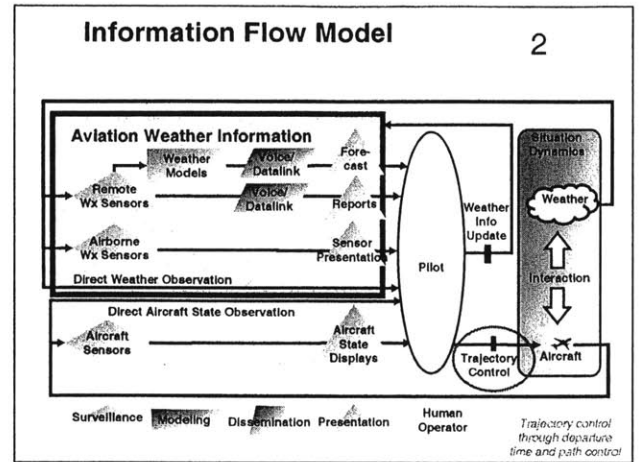 Information Flow Model
2
Aviation Weather Information
Weather
Models
Voice/
Datalink
Fore-
cast
Remote
Wx Sensors
Voice/
Datalink
Reports
Airborne
Wx Sensors
Sensor
Presentation
Direct Weather Observation
Direct Aircraft State Observation
Aircraft
Sensors
Aircraft
State
Displays
Pilot
Weather
Info
Update
Trajectory
Control
Situation
Dynamics
Weather
Interaction
Aircraft
Surveillance
Modeling
Dissemination
Presentation
Human
Operator
Trajectory control
through departure
time and path control